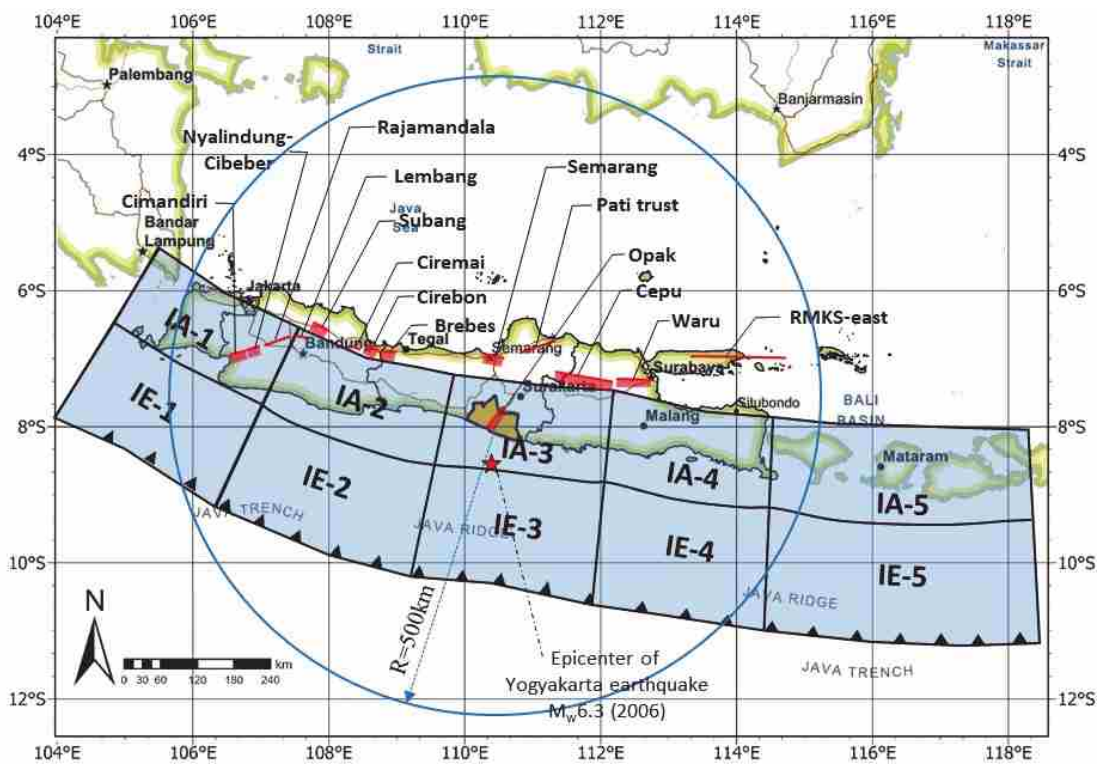 104°E 106°E 108°E 110°E 112°E 114°E 116°E 118°E
Strait
Makassar
Strait
Palembang
Banjarmasin
Nyalindung-
Cibeber
Rajamandala
4°S
4°S
Semarang
Lembang
Cimandiri
Java
Sea
Subang
Pati trust
Bandar
Lampung
Opak
Ciremai
6°S
6°S
Jakarta
Cirebon
Cepu
Brebes
Waru
RMKS-east
IA-1
Tegal
Bandung
Semarang
Surabaya
Surakarta
IA-2
Situbondo
BALI
BASIN
Malang
IE-1
8°S
8°S
IA-3
Mataram
IA-4
IE-2
IA-5
JAVA TRENCH
JAVA RIDGE
IE-3
IE-4
IE-5
10°S
10°S
JAVA RIDGE
N
R=500km
km
0 30 60 120 180 240
Epicenter of
Yogyakarta earthquake
Mw6.3 (2006)
JAVA TRENCH
12°S
12°S
104°E 106°E 108°E 110°E 112°E 114°E 116°E 118°E